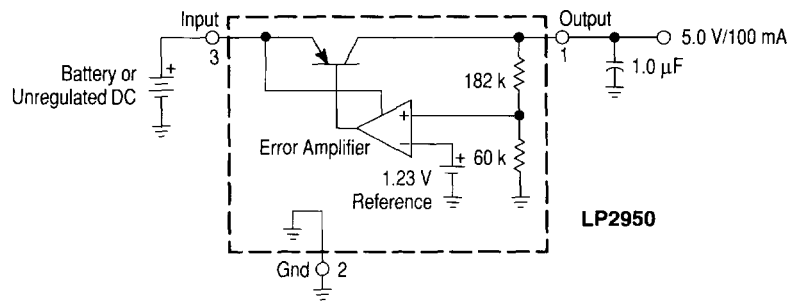 Input
3
Output
1
5.0 V/100 mA
1.0 µF
Battery or
Unregulated DC
+
182 k
Error Amplifier
+
−
60 k
+
1.23 V
Reference
LP2950
Gnd 2